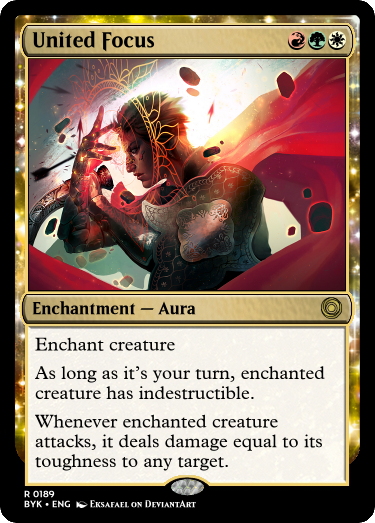 United Focus
Enchantment — Aura
Enchant creature
As long as it's your turn, enchanted
creature has indestructible.
Whenever enchanted creature
attacks, it deals damage equal to its
toughness to any target.
R 0189
BYK • ENG Eksafael on DeviantArt